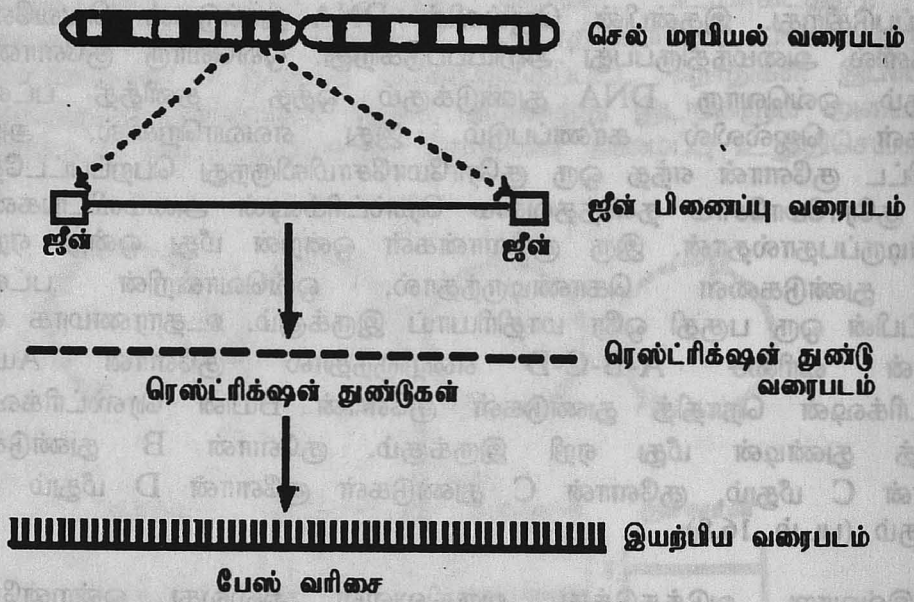 செல் மரபியல் வரைபடம்
ஜீன் பிணைப்பு வரைபடம்
ஜீன்
ஜீன்
ரெஸ்ட்ரிக்ஷன் துண்டு
வரைபடம்
ரெஸ்ட்ரிக்ஷன் துண்டுகள்
இயற்பிய வரைபடம்
பேஸ் வரிசை